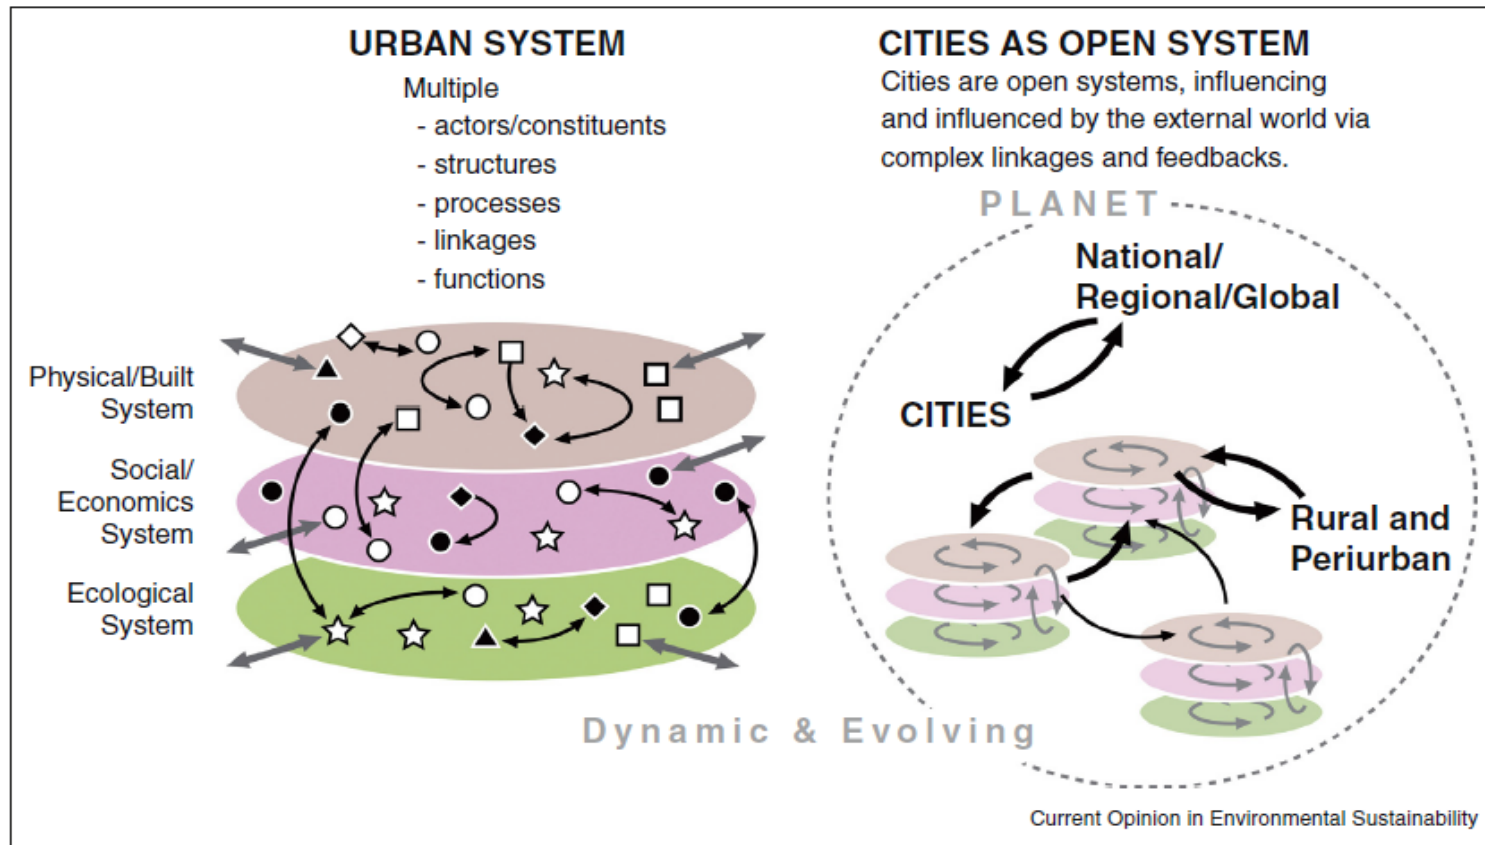 URBAN SYSTEM
Multiple
- actors/constituents
- structures
- processes
- linkages
- functions
Physical/Built
System
Social/
Economics
System
Ecological
System
CITIES AS OPEN SYSTEM
Cities are open systems, influencing
and influenced by the external world via
complex linkages and feedbacks.
PLANET
National/
Regional/Global
CITIES
Rural and
Periurban
Dynamic & Evolving
Current Opinion in Environmental Sustainability